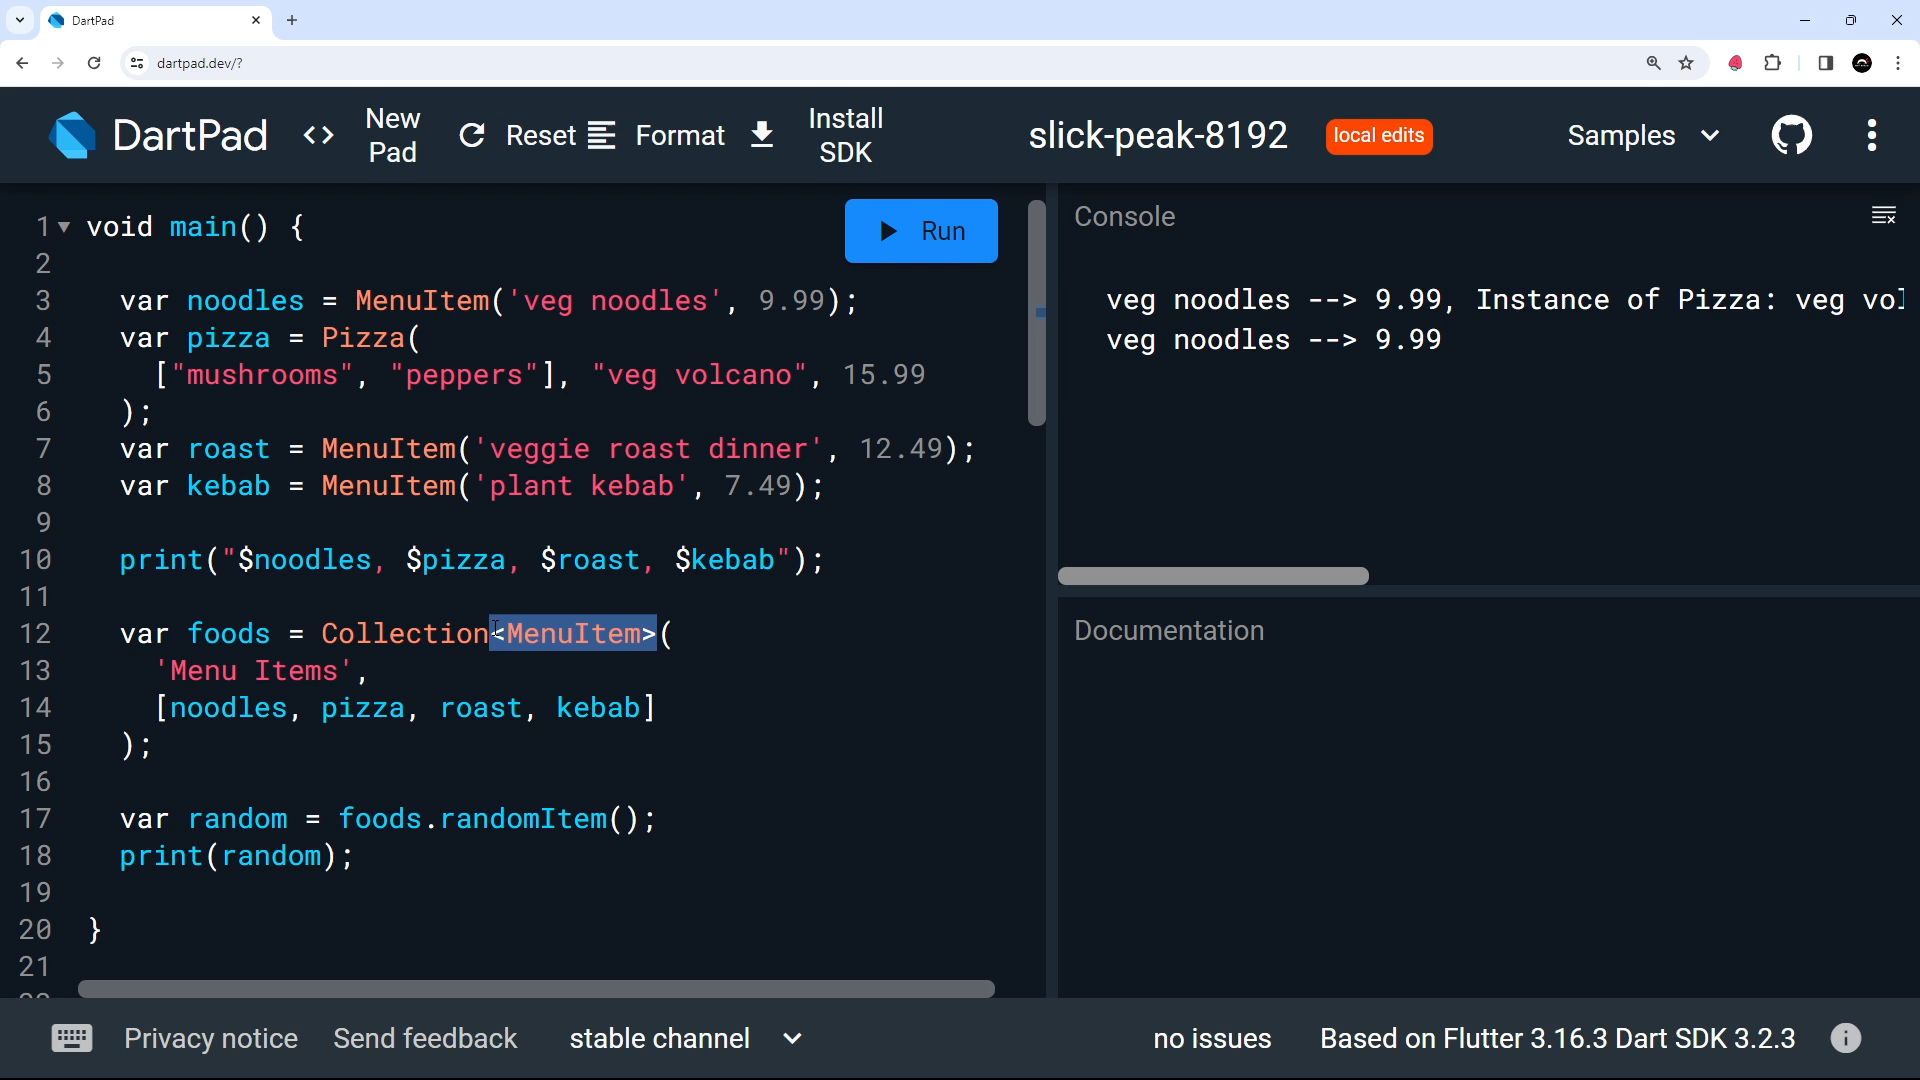 DartPad
dartpad.dev/?
DartPad
<>
New
Pad
Reset
Format
Install
SDK
slick-peak-8192
local edits
Samples
1 void main() {
2
3 var noodles = MenuItem('veg noodles', 9.99);
4 var pizza = Pizza(
5 ["mushrooms", "peppers"], "veg volcano", 15.99
6 );
7 var roast = MenuItem('veggie roast dinner', 12.49);
8 var kebab = MenuItem('plant kebab', 7.49);
9
10 print("$noodles, $pizza, $roast, $kebab");
11
12 var foods = Collection<MenuItem>(
13 'Menu Items',
14 [noodles, pizza, roast, kebab]
15 );
16
17 var random = foods.randomItem();
18 print(random);
19
20 }
21
Run
Console
veg noodles --> 9.99, Instance of Pizza: veg vol
veg noodles --> 9.99
Documentation
Privacy notice
Send feedback
stable channel
no issues
Based on Flutter 3.16.3 Dart SDK 3.2.3